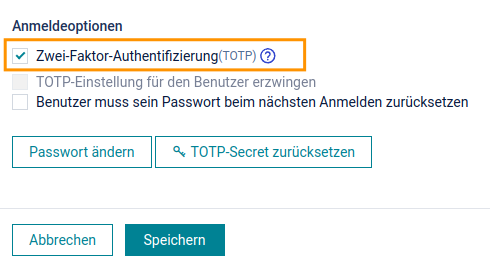 Anmeldeoptionen
Zwei-Faktor-Authentifizierung(TOTP) ?
TOTP-Einstellung für den Benutzer erzwingen
Benutzer muss sein Passwort beim nächsten Anmelden zurücksetzen
Passwort ändern TOTP-Secret zurücksetzen
Abbrechen Speichern